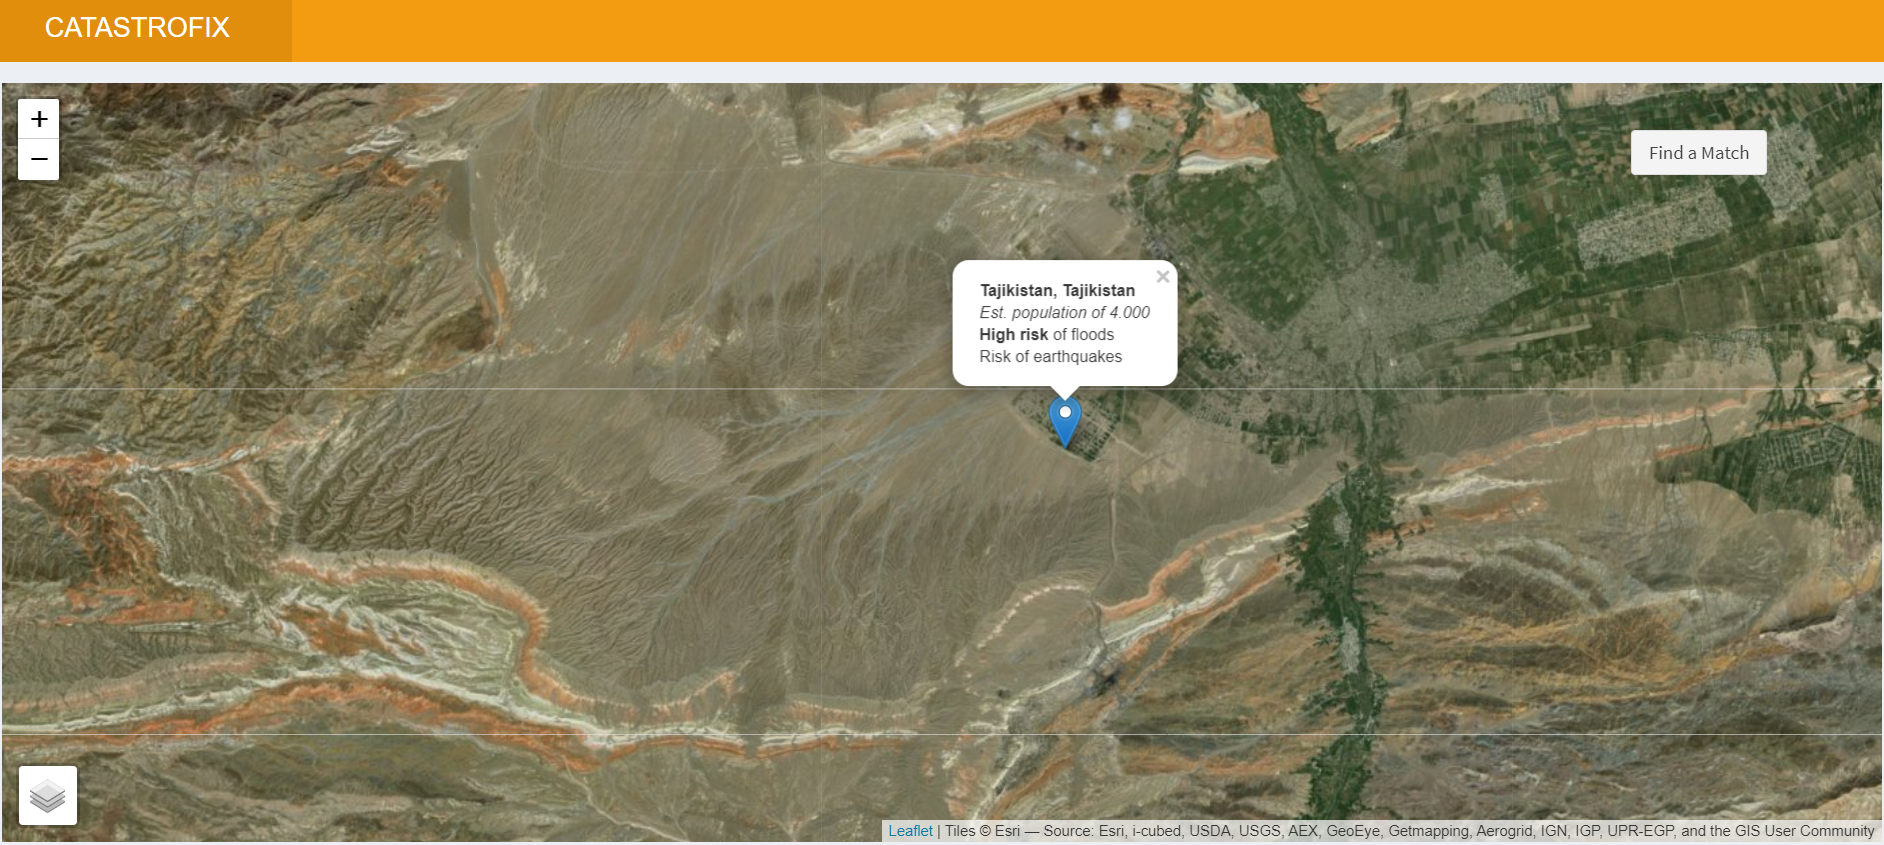 CATASTROFIX
+
−
Find a Match
×
Tajikistan, Tajikistan
Est. population of 4.000
High risk of floods
Risk of earthquakes
Leaflet | Tiles © Esri — Source: Esri, i-cubed, USDA, USGS, AEX, GeoEye, Getmapping, Aerogrid, IGN, IGP, UPR-EGP, and the GIS User Community